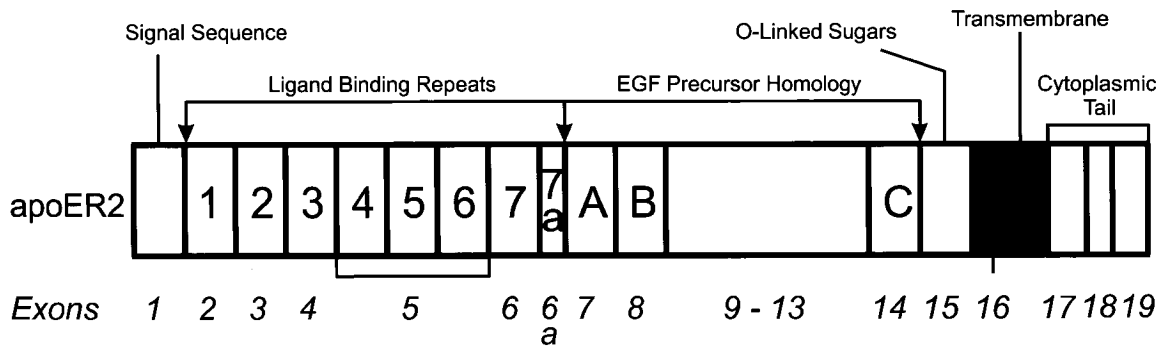 Signal Sequence
O-Linked Sugars
Transmembrane
Ligand Binding Repeats
EGF Precursor Homology
Cytoplasmic
Tail
apoER2
1 2 3 4 5 6 7 7a A B C
Exons 1 2 3 4 5 6 6a 7 8 9 - 13 14 15 16 17 18 19